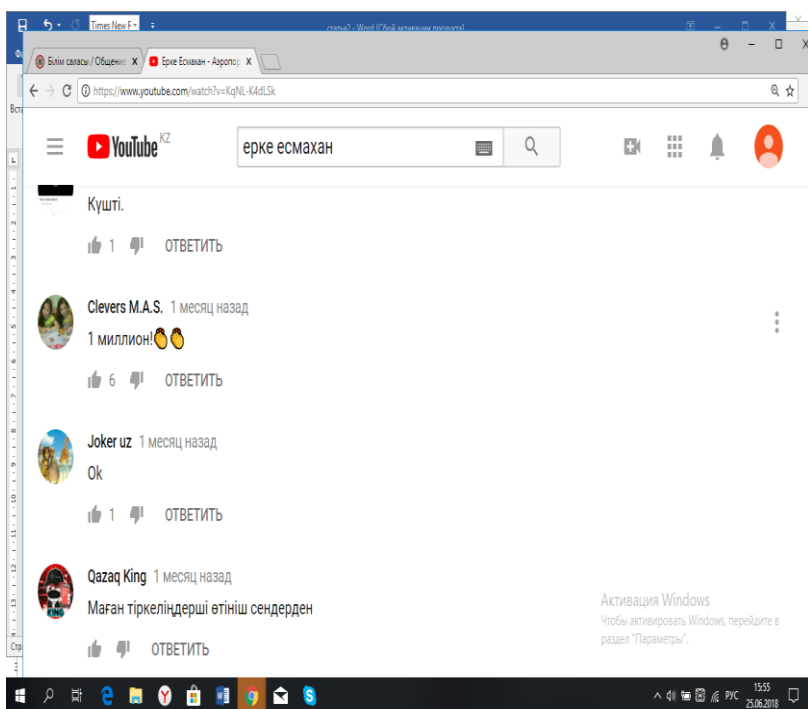 Times New F
статья2 - Word (Сбой активации продукта)
Білім саласы / Общение
Ерке Есмахан - Аэропор
https://www.youtube.com/watch?v=KqNL-K4dLSk
YouTube KZ
ерке есмахан
Күшті.
1 ОТВЕТИТЬ
Clevers M.A.S. 1 месяц назад
1 миллион!👏👏
6 ОТВЕТИТЬ
Joker uz 1 месяц назад
Ok
1 ОТВЕТИТЬ
Qazaq King 1 месяц назад
Маған тіркеліңдерші өтініш сендерден
ОТВЕТИТЬ
Активация Windows
Чтобы активировать Windows, перейдите в
раздел "Параметры".
РУС
15:55
25.06.2018